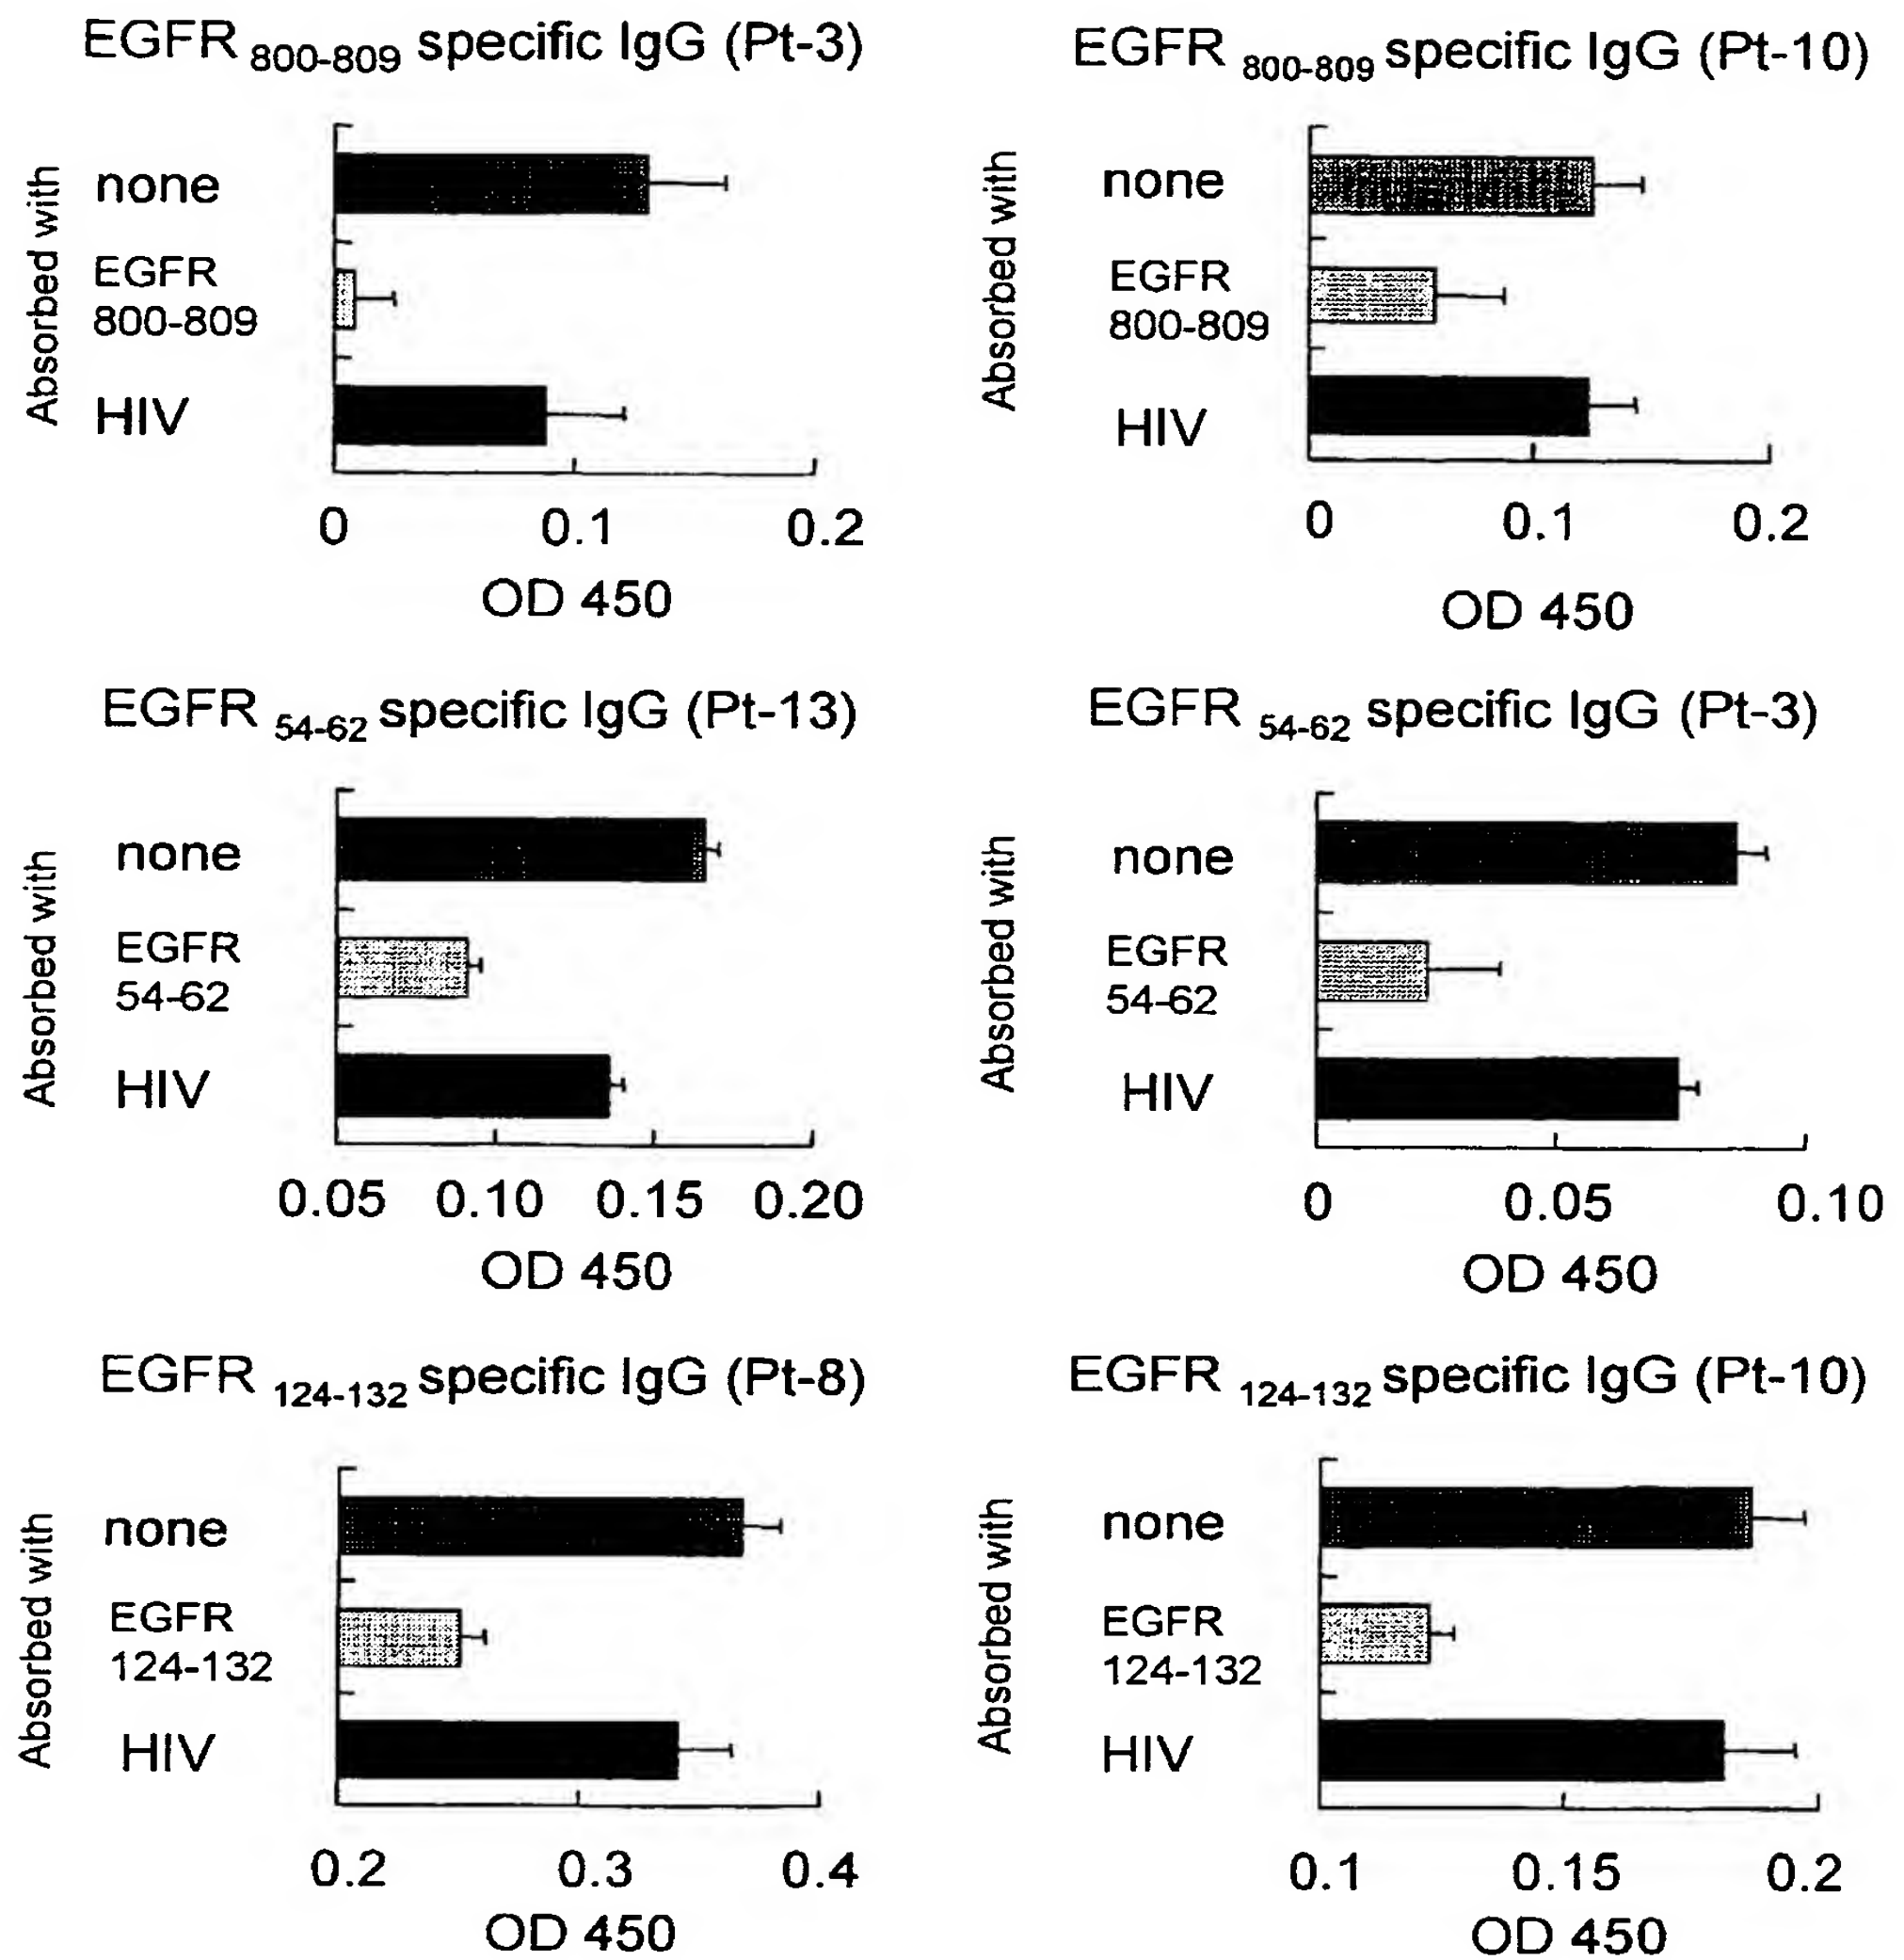 EGFR 800-809 specific IgG (Pt-3)
Absorbed with
none
EGFR
800-809
HIV
0 0.1 0.2
OD 450
EGFR 800-809 specific IgG (Pt-10)
Absorbed with
none
EGFR
800-809
HIV
0 0.1 0.2
OD 450
EGFR 54-62 specific IgG (Pt-13)
Absorbed with
none
EGFR
54-62
HIV
0.05 0.10 0.15 0.20
OD 450
EGFR 54-62 specific IgG (Pt-3)
Absorbed with
none
EGFR
54-62
HIV
0 0.05 0.10
OD 450
EGFR 124-132 specific IgG (Pt-8)
Absorbed with
none
EGFR
124-132
HIV
0.2 0.3 0.4
OD 450
EGFR 124-132 specific IgG (Pt-10)
Absorbed with
none
EGFR
124-132
HIV
0.1 0.15 0.2
OD 450